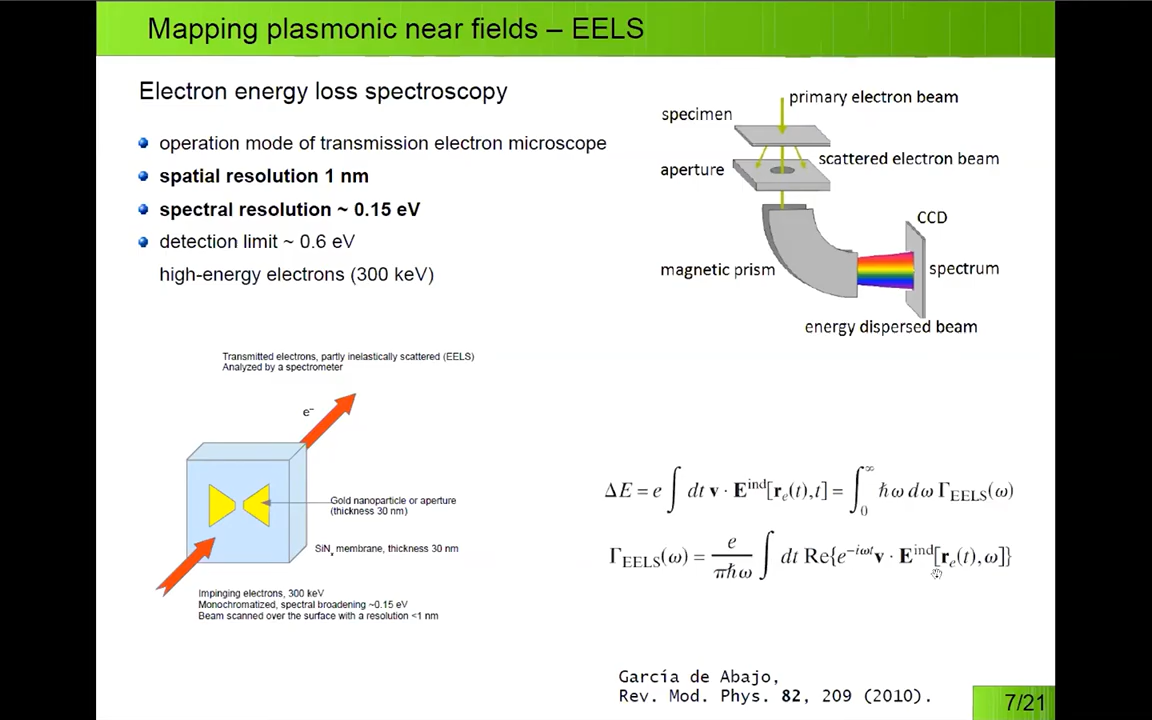 Mapping plasmonic near fields – EELS
Electron energy loss spectroscopy
operation mode of transmission electron microscope
spatial resolution 1 nm
spectral resolution ~ 0.15 eV
detection limit ~ 0.6 eV
high-energy electrons (300 keV)
primary electron beam
specimen
scattered electron beam
aperture
CCD
magnetic prism
spectrum
energy dispersed beam
Transmitted electrons, partly inelastically scattered (EELS)
Analyzed by a spectrometer
e⁻
Gold nanoparticle or aperture
(thickness 30 nm)
SiNₓ membrane, thickness 30 nm
Impinging electrons, 300 keV
Monochromatized, spectral broadening ~0.15 eV
Beam scanned over the surface with a resolution <1 nm
ΔE = e ∫ dt v · E^ind[r_e(t),t] = ∫_0^∞ ħω dω Γ_EELS(ω)
Γ_EELS(ω) = e/(πħω) ∫ dt Re{e^{−iωt} v · E^ind[r_e(t),ω]}
García de Abajo,
Rev. Mod. Phys. 82, 209 (2010).
7/21